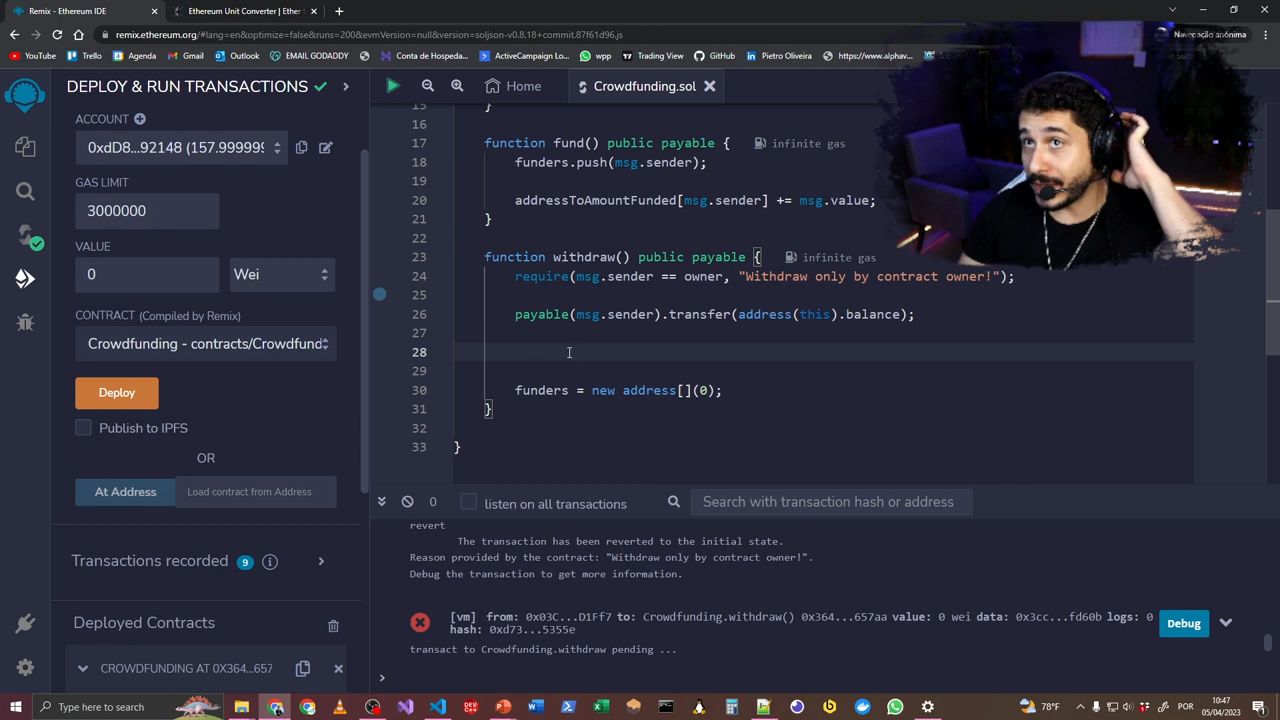 Remix - Ethereum IDE
Ethereum Unit Converter | Ether
remix.ethereum.org/#lang=en&optimize=false&runs=200&evmVersion=null&version=soljson-v0.8.18+commit.87f61d96.js
Navegação anônima
YouTube
Trello
Agenda
Gmail
Outlook
EMAIL GODADDY
Conta de Hospeda...
ActiveCampaign Lo...
wpp
Trading View
GitHub
Pietro Oliveira
https://www.alphav...
DEPLOY & RUN TRANSACTIONS
Home
Crowdfunding.sol
ACCOUNT
0xdD8...92148 (157.9999995
GAS LIMIT
3000000
VALUE
0
Wei
CONTRACT (Compiled by Remix)
Crowdfunding - contracts/Crowdfund
Deploy
Publish to IPFS
OR
At Address
Load contract from Address
Transactions recorded 9
Deployed Contracts
CROWDFUNDING AT 0X364...657
15 }
16
17 function fund() public payable { infinite gas
18 funders.push(msg.sender);
19
20 addressToAmountFunded[msg.sender] += msg.value;
21 }
22
23 function withdraw() public payable { infinite gas
24 require(msg.sender == owner, "Withdraw only by contract owner!");
25
26 payable(msg.sender).transfer(address(this).balance);
27
28
29
30 funders = new address[](0);
31 }
32
33 }
0
listen on all transactions
Search with transaction hash or address
revert
The transaction has been reverted to the initial state.
Reason provided by the contract: "Withdraw only by contract owner!".
Debug the transaction to get more information.
[vm] from: 0x03C...D1Ff7 to: Crowdfunding.withdraw() 0x364...657aa value: 0 wei data: 0x3cc...fd60b logs: 0
hash: 0xd73...5355e
Debug
transact to Crowdfunding.withdraw pending ...
>
Type here to search
78°F
POR
10:47
05/04/2023